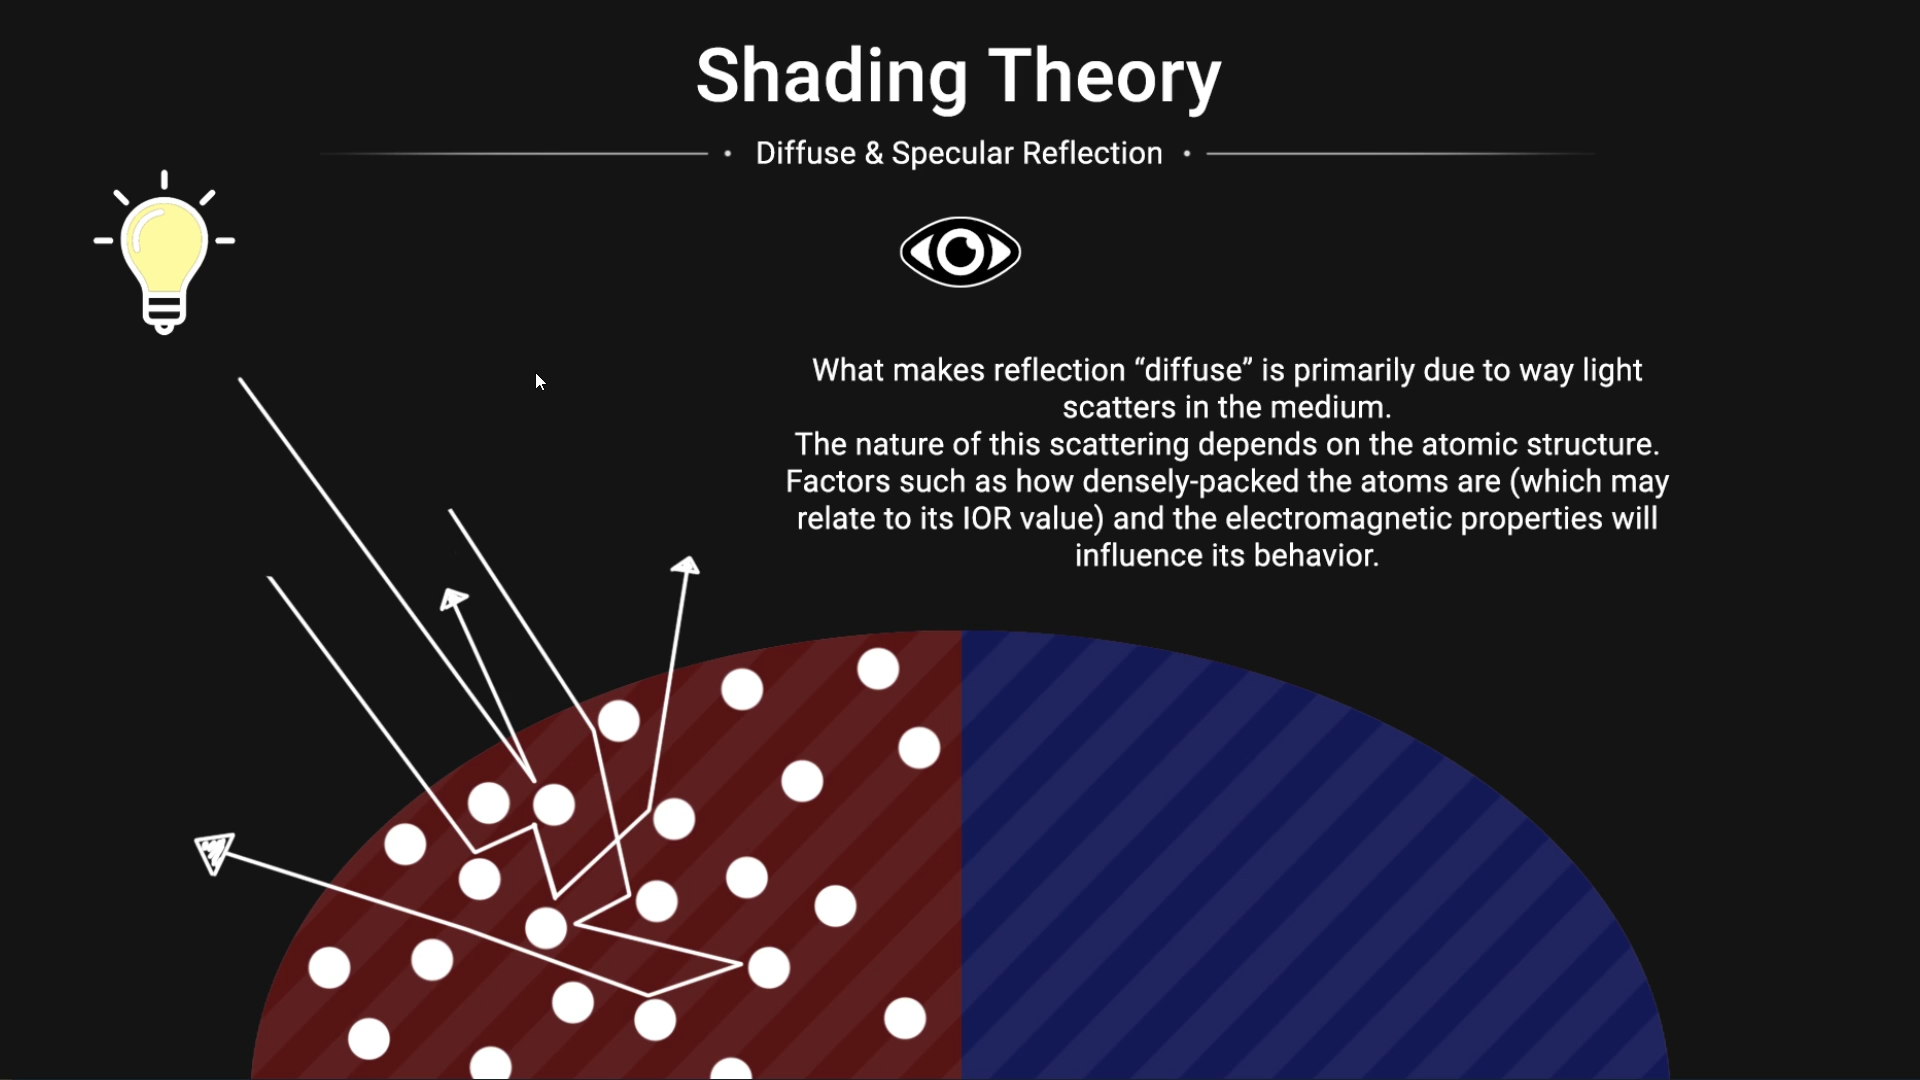 Shading Theory
Diffuse & Specular Reflection
What makes reflection “diffuse” is primarily due to way light
scatters in the medium.
The nature of this scattering depends on the atomic structure.
Factors such as how densely-packed the atoms are (which may
relate to its IOR value) and the electromagnetic properties will
influence its behavior.